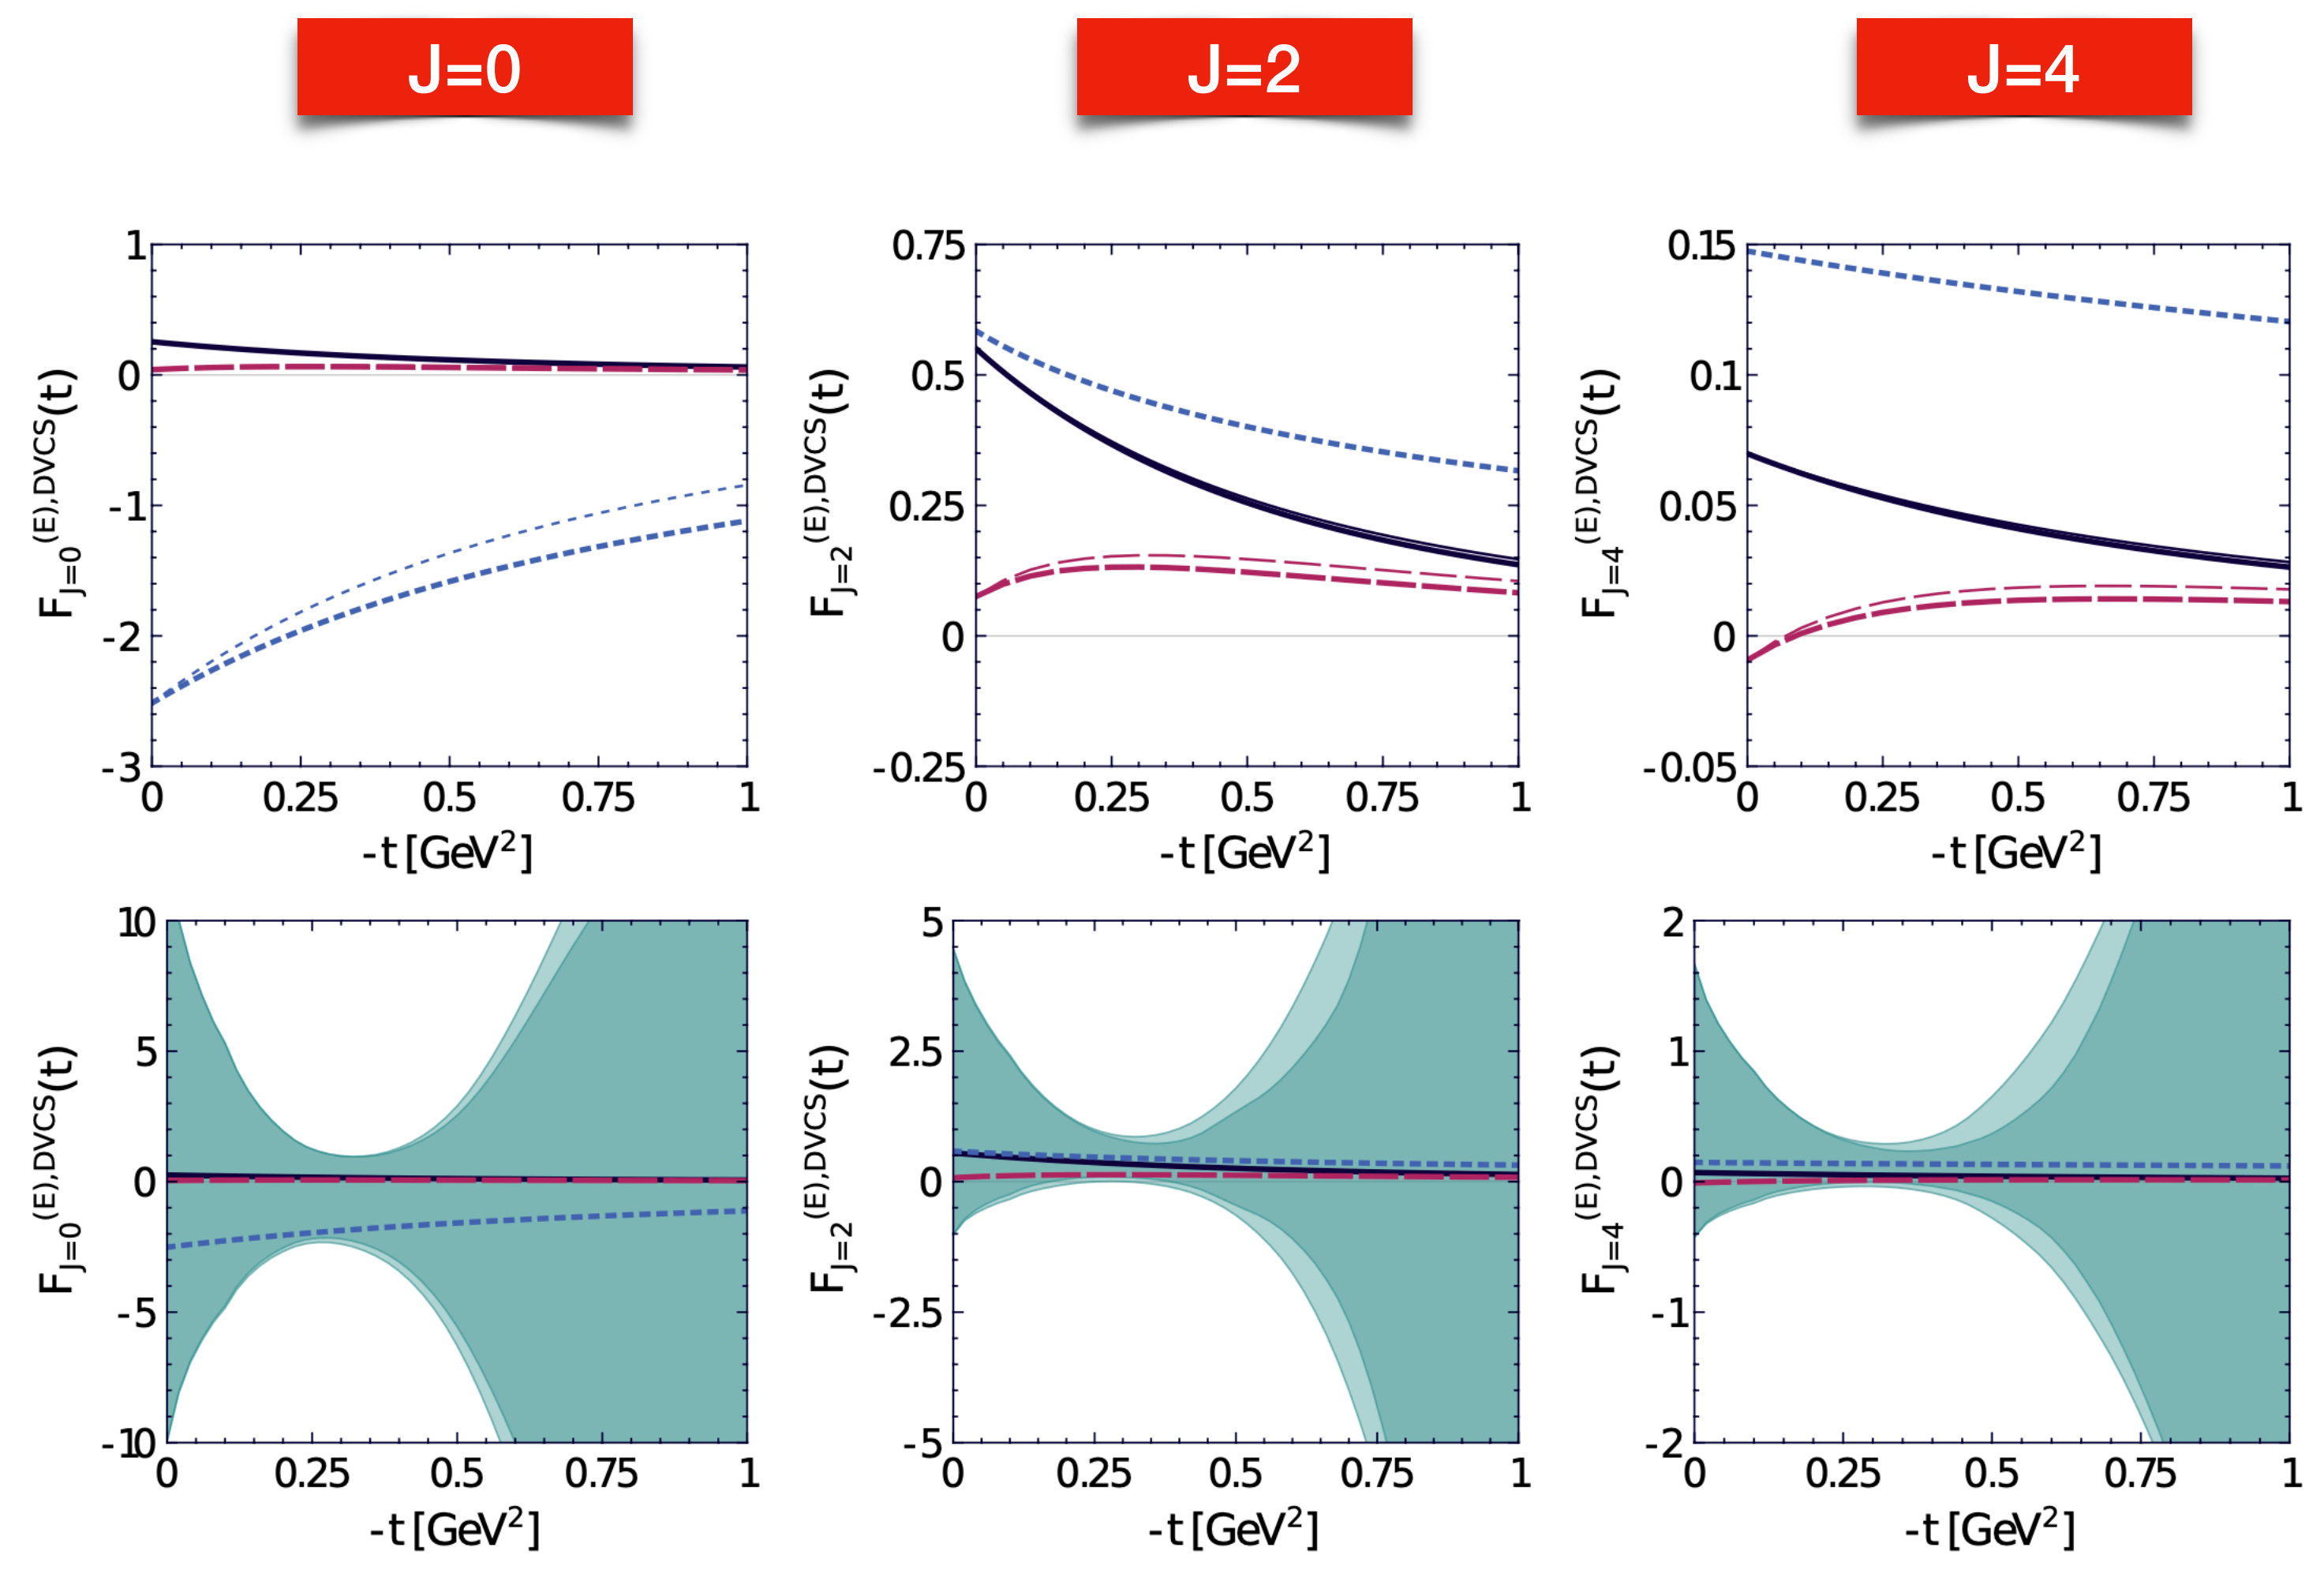 J=0
J=2
J=4
F_{J=0}^{(E),DVCS}(t)
1
0
-1
-2
-3
0 0.25 0.5 0.75 1
-t [GeV²]
F_{J=2}^{(E),DVCS}(t)
0.75
0.5
0.25
0
-0.25
0 0.25 0.5 0.75 1
-t [GeV²]
F_{J=4}^{(E),DVCS}(t)
0.15
0.1
0.05
0
-0.05
0 0.25 0.5 0.75 1
-t [GeV²]
F_{J=0}^{(E),DVCS}(t)
10
5
0
-5
-10
0 0.25 0.5 0.75 1
-t [GeV²]
F_{J=2}^{(E),DVCS}(t)
5
2.5
0
-2.5
-5
0 0.25 0.5 0.75 1
-t [GeV²]
F_{J=4}^{(E),DVCS}(t)
2
1
0
-1
-2
0 0.25 0.5 0.75 1
-t [GeV²]